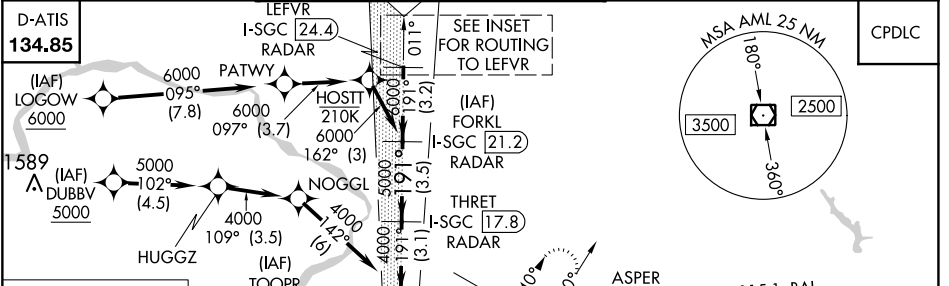 D-ATIS
134.85
LEFVR
I-SGC 24.4
RADAR
011°
SEE INSET
FOR ROUTING
TO LEFVR
MSA AML 25 NM
180°
360°
3500
2500
CPDLC
(IAF)
LOGOW
6000
6000
095°
(7.8)
PATWY
6000
097° (3.7)
HOSTT
210K
6000
162° (3)
6000
191°
(3.2)
(IAF)
FORKL
I-SGC 21.2
RADAR
5000
191°
(3.5)
THRET
I-SGC 17.8
RADAR
4000
191°
(3.1)
1589
(IAF)
DUBBV
5000
5000
102°
(4.5)
HUGGZ
4000
109° (3.5)
NOGGL
4000
142°
(6)
(IAF)
ASPER